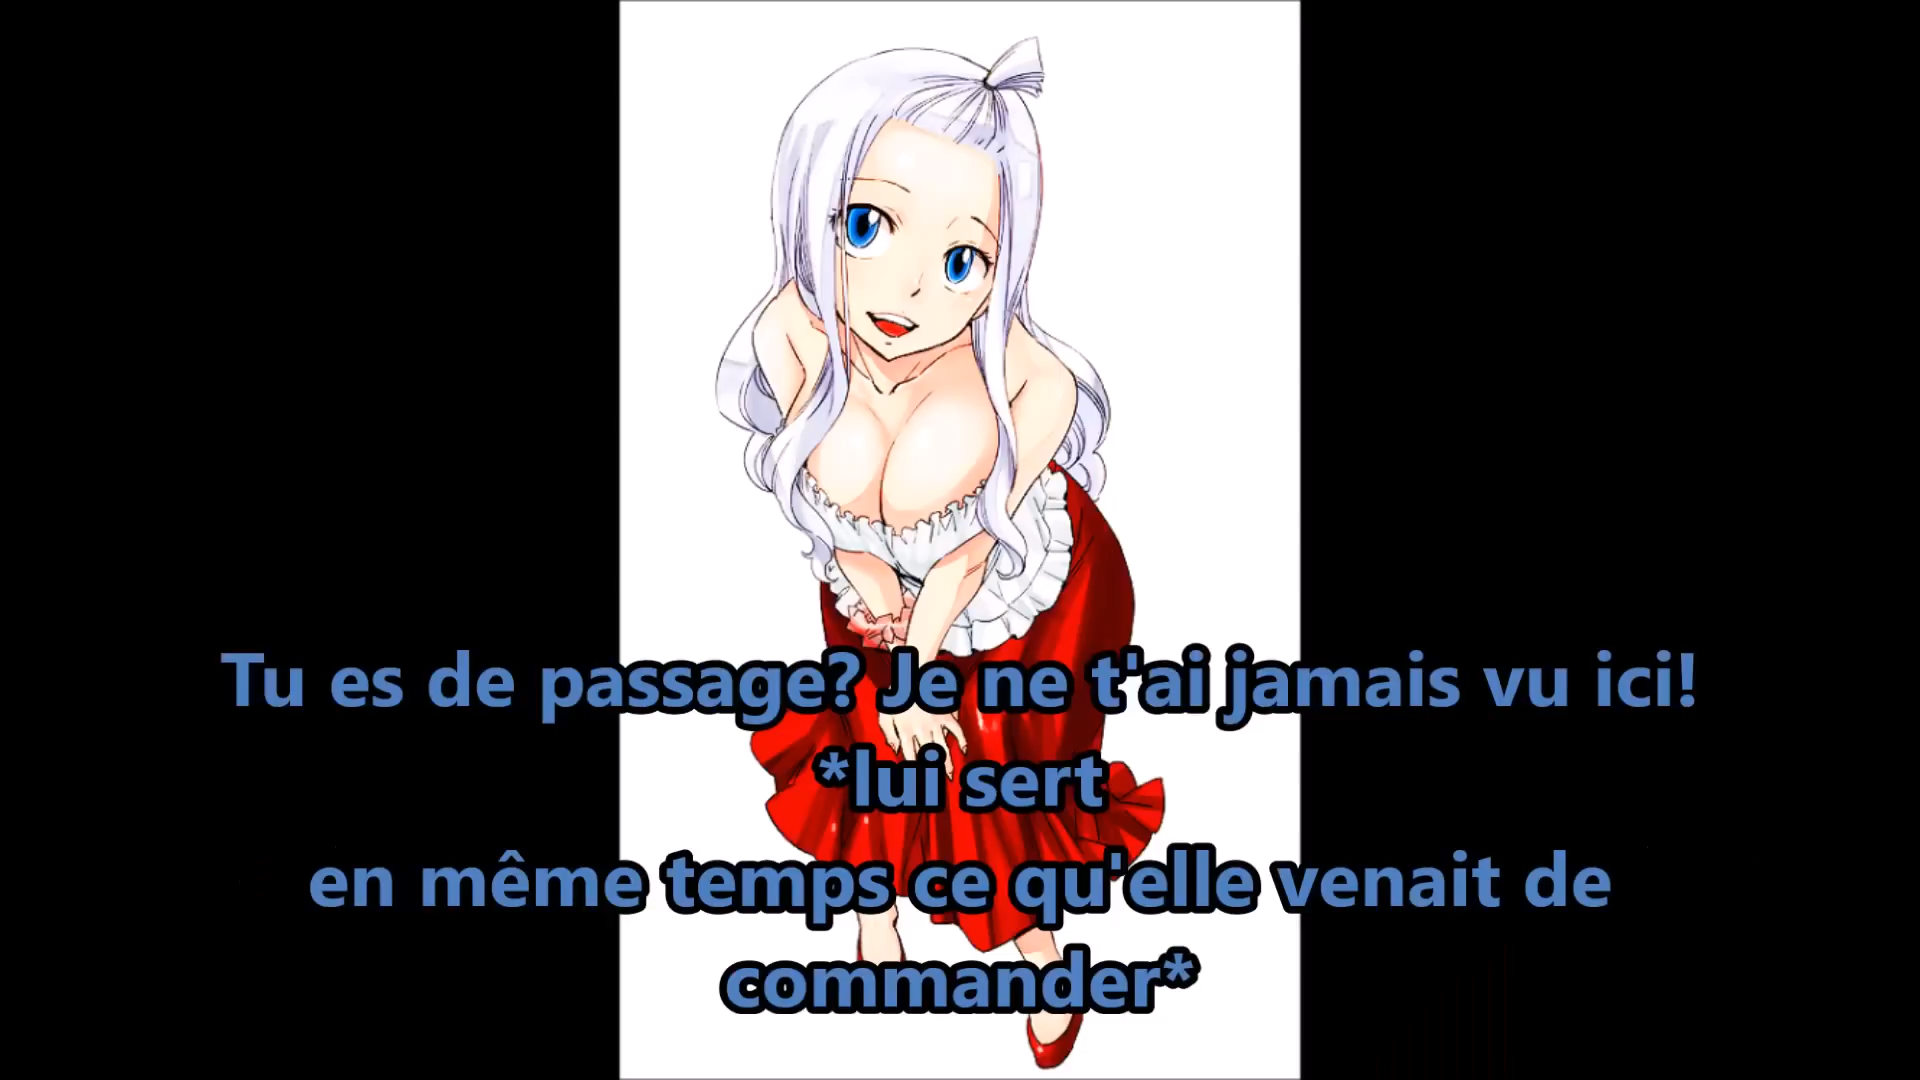 Tu es de passage? Je ne t'ai jamais vu ici!
*lui sert
en même temps ce qu'elle venait de
commander*